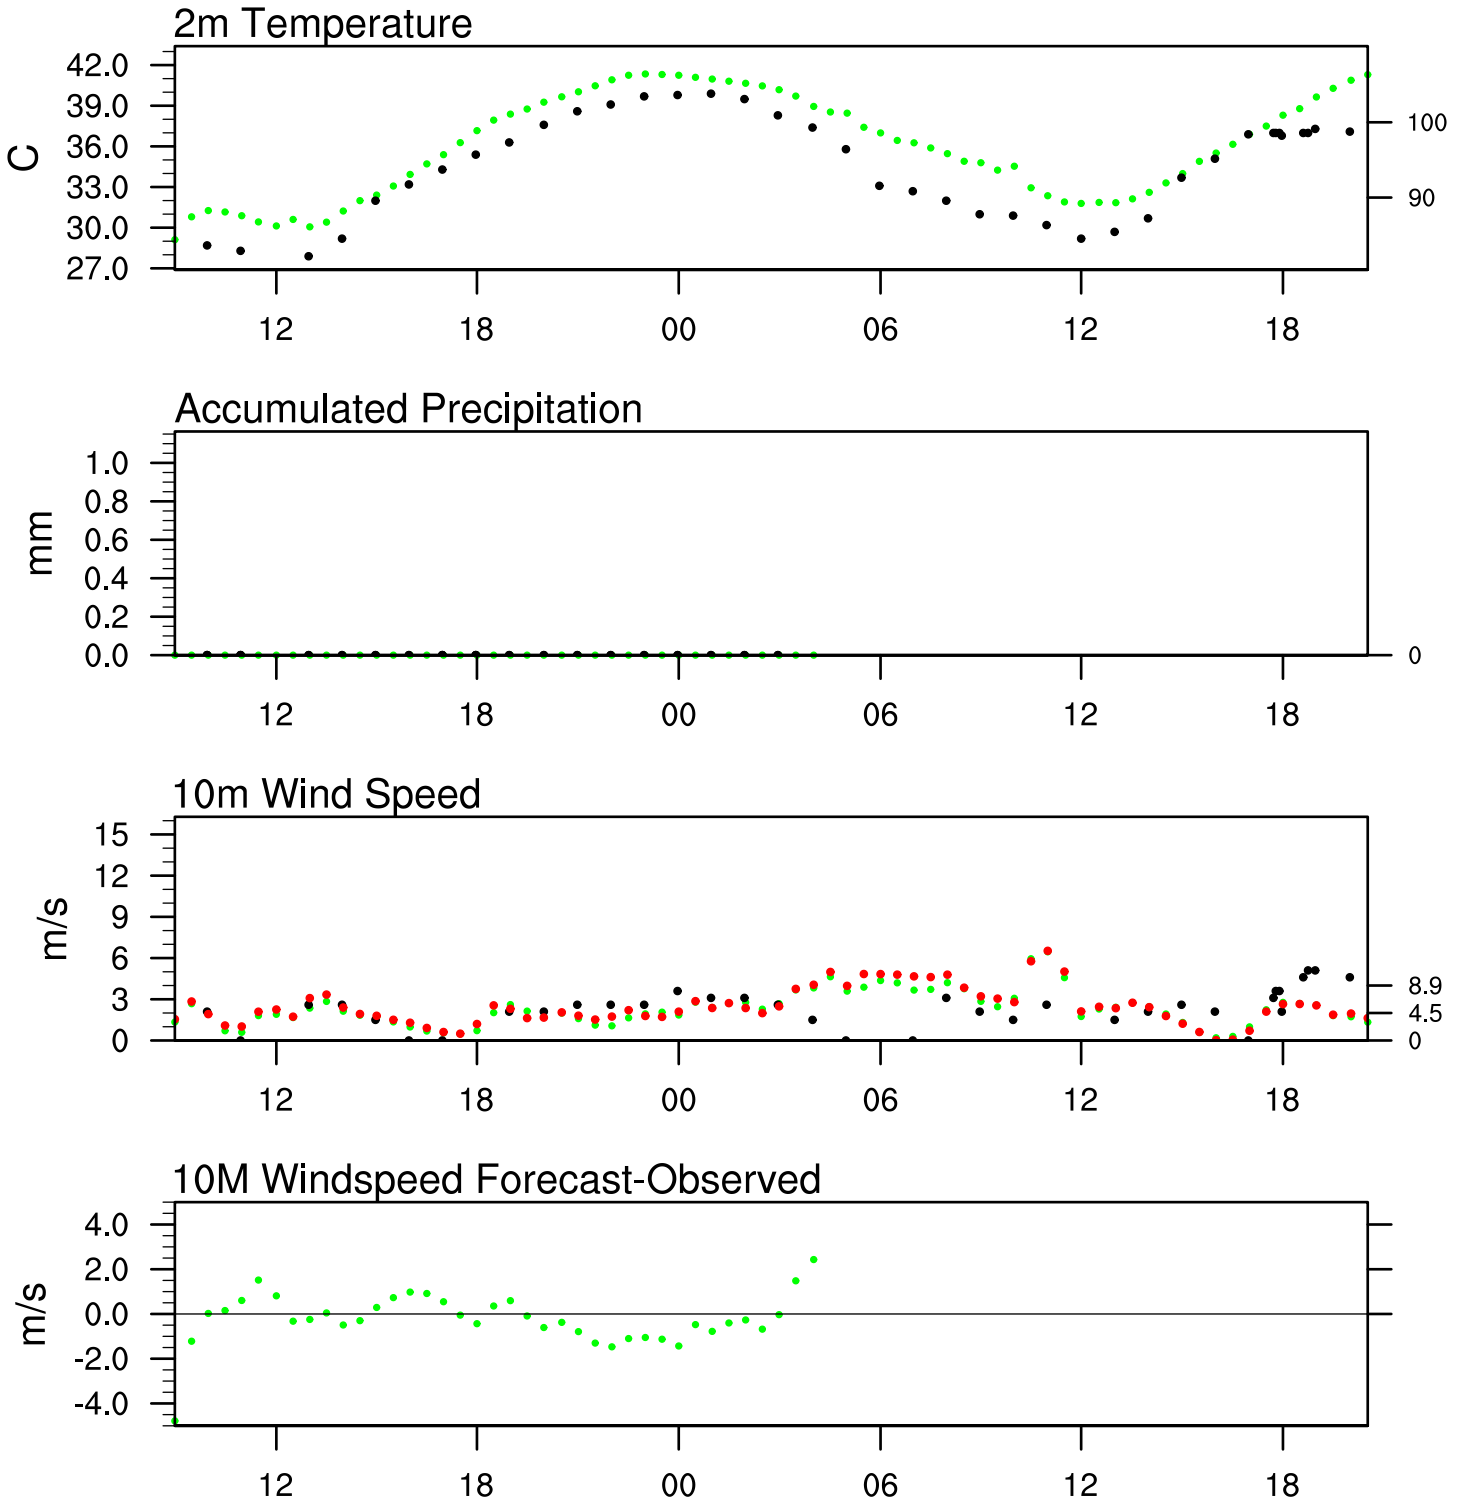 2m Temperature
42.0
39.0
36.0
33.0
30.0
27.0
C
100
90
12 18 00 06 12 18
Accumulated Precipitation
1.0
0.8
0.6
0.4
0.2
0.0
mm
0
12 18 00 06 12 18
10m Wind Speed
15
12
9
6
3
0
m/s
8.9
4.5
0
12 18 00 06 12 18
10M Windspeed Forecast-Observed
4.0
2.0
0.0
-2.0
-4.0
m/s
12 18 00 06 12 18